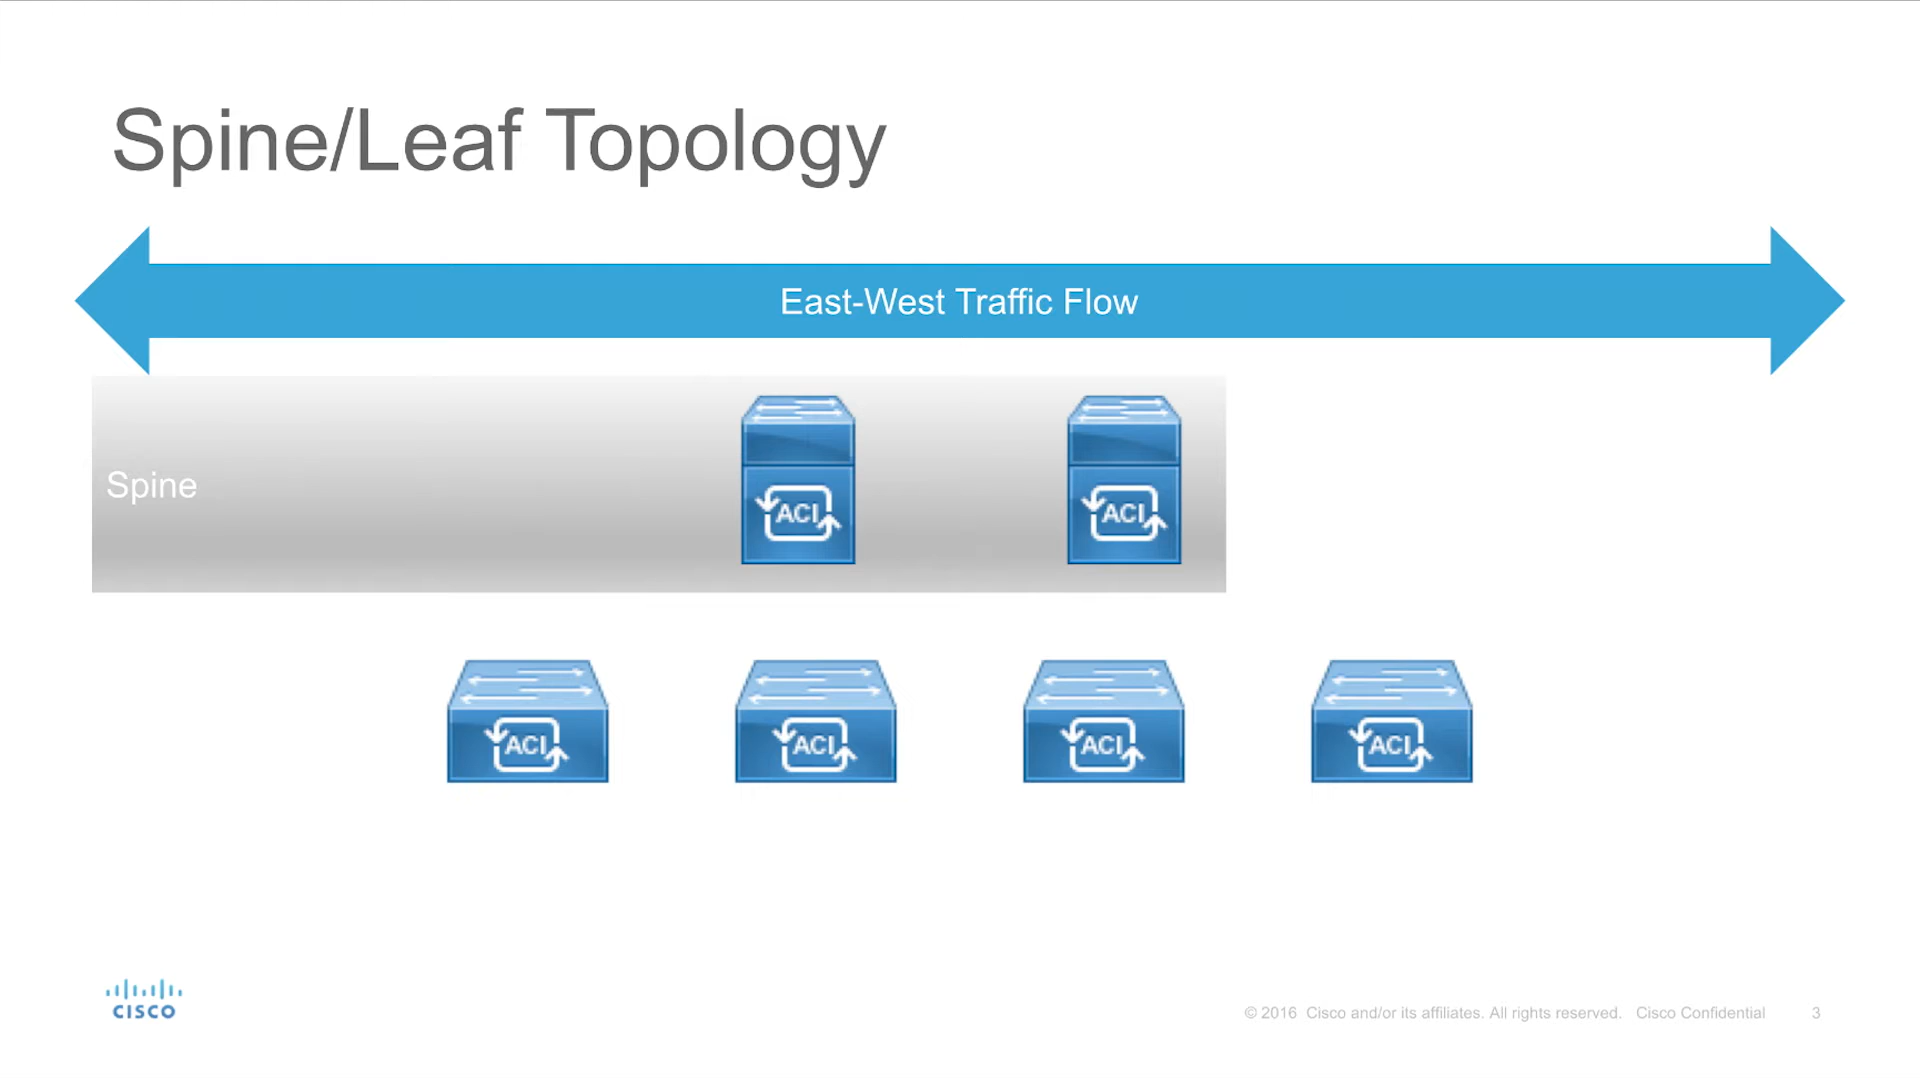 Spine/Leaf Topology
East-West Traffic Flow
Spine
ACI ACI
ACI ACI ACI ACI
CISCO
© 2016 Cisco and/or its affiliates. All rights reserved. Cisco Confidential 3